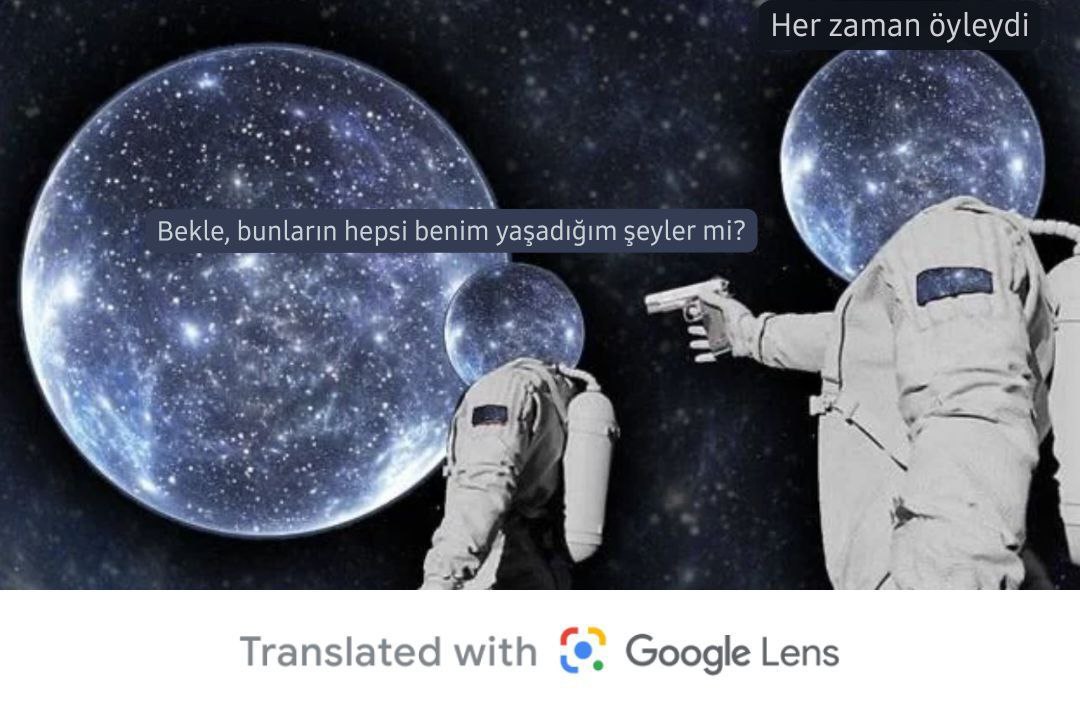 Her zaman öyleydi
Bekle, bunların hepsi benim yaşadığım şeyler mi?
Translated with Google Lens